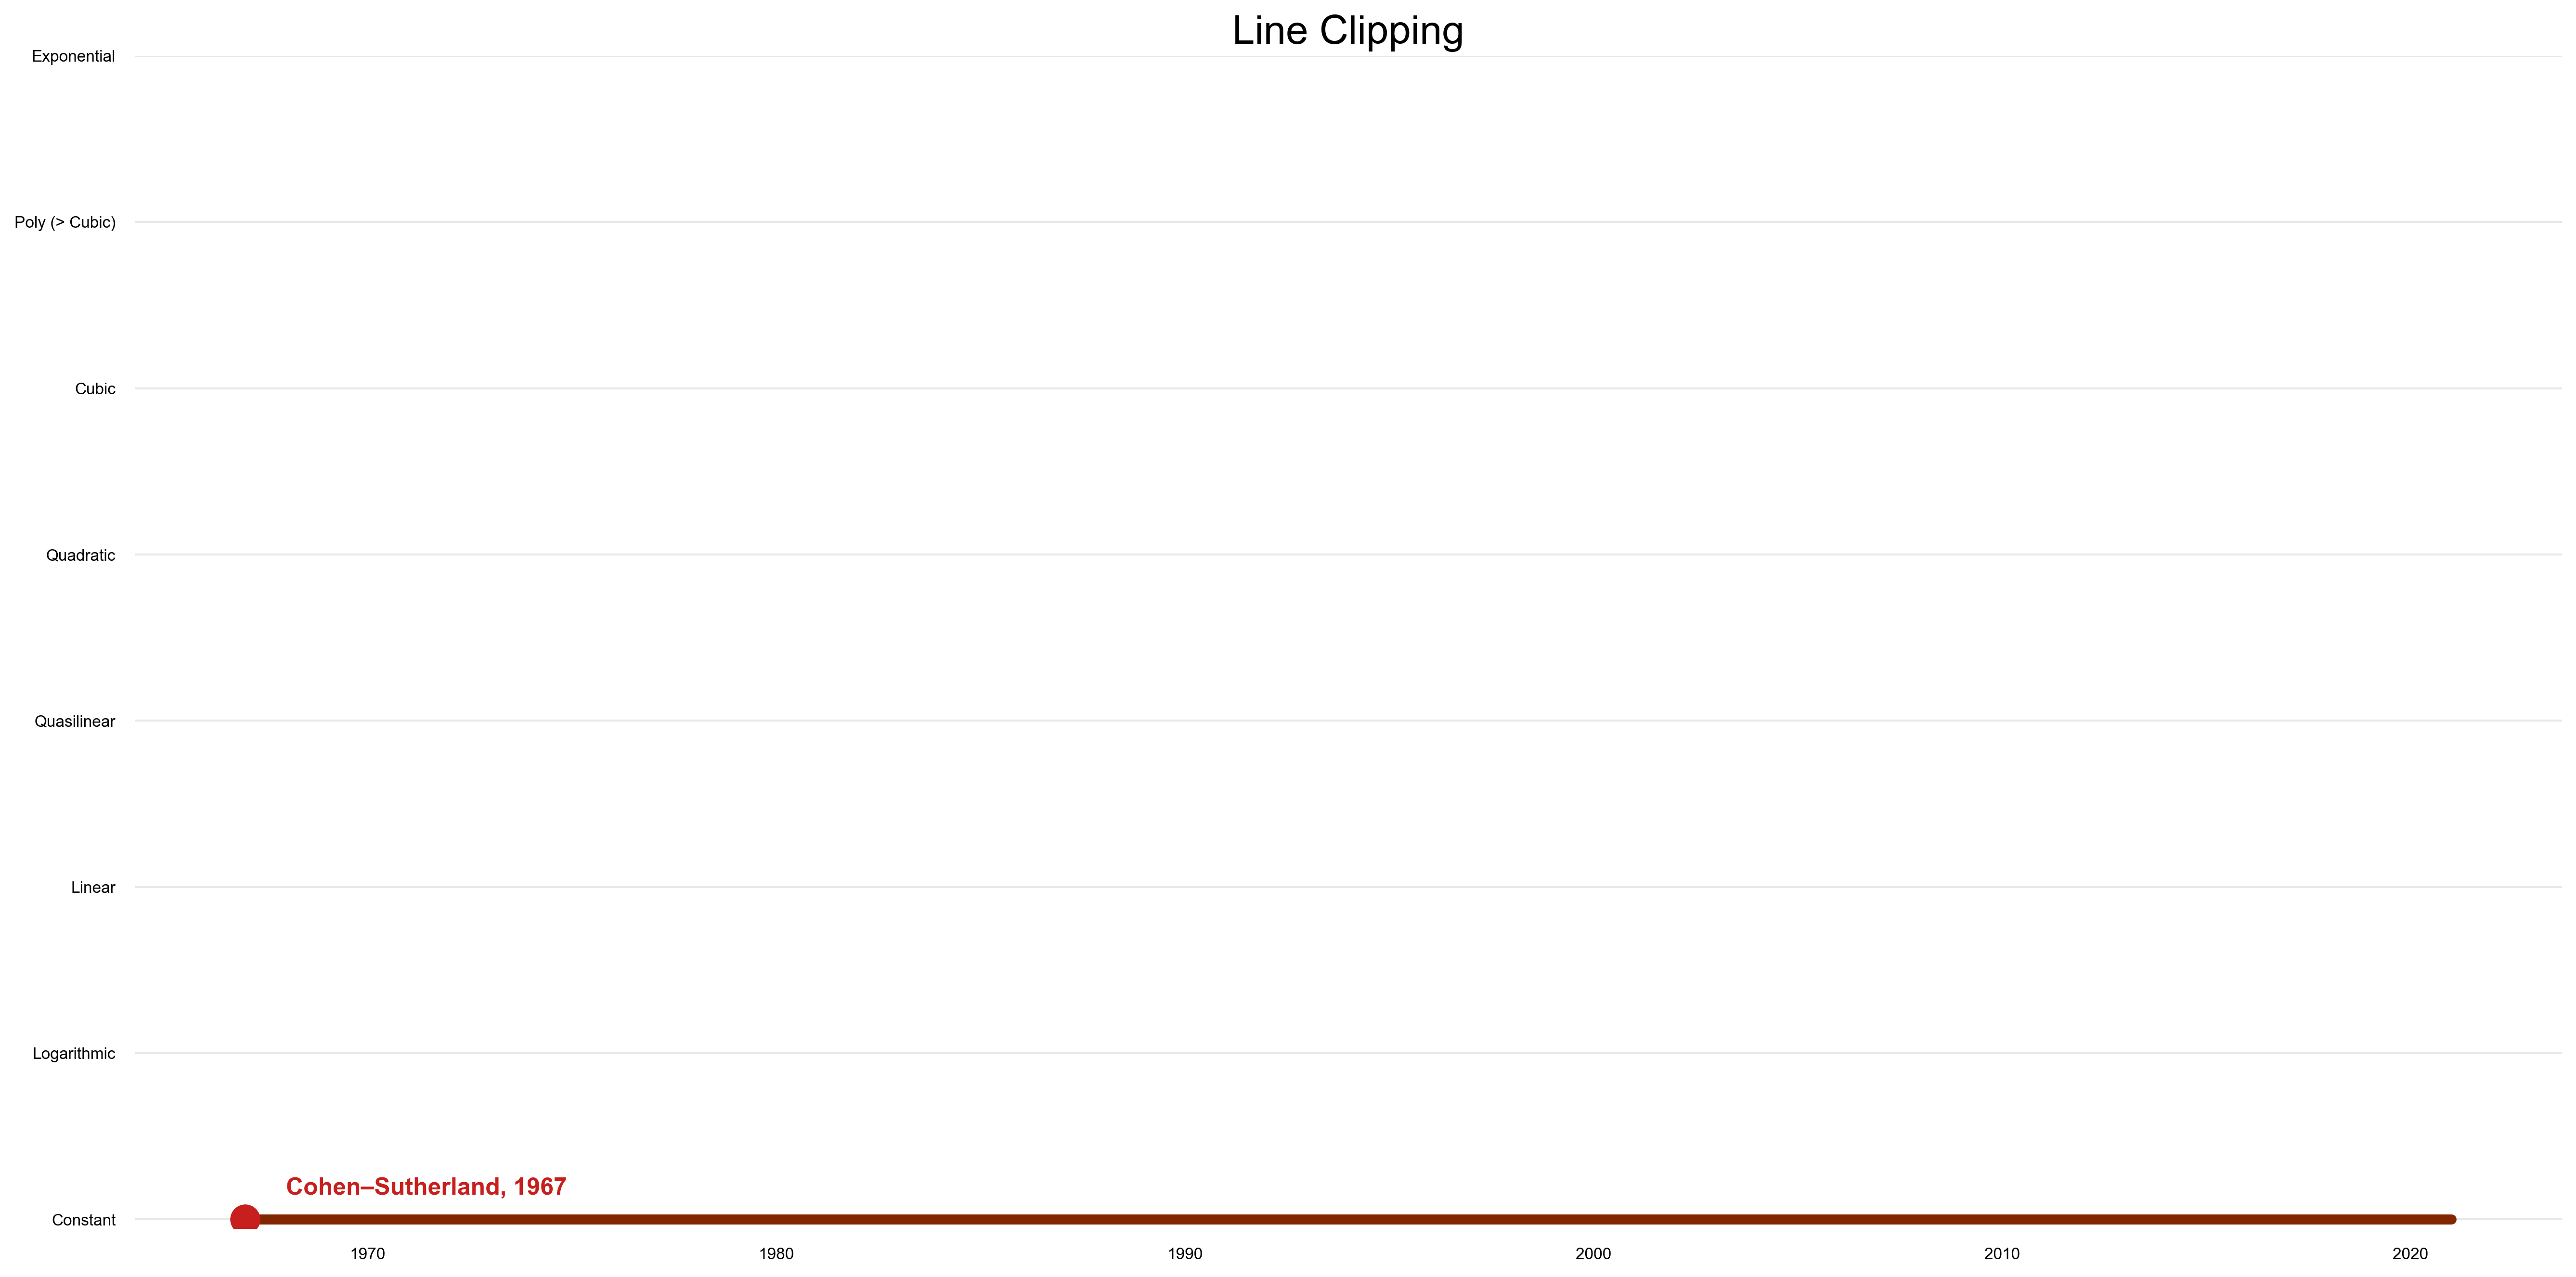 Line Clipping
Exponential
Poly (> Cubic)
Cubic
Quadratic
Quasilinear
Linear
Logarithmic
Cohen–Sutherland, 1967
Constant
1970 1980 1990 2000 2010 2020